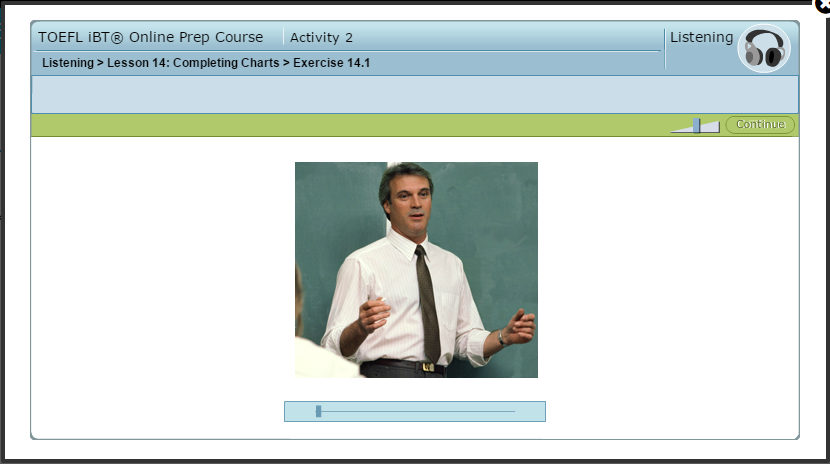 TOEFL iBT® Online Prep Course
Activity 2
Listening
Listening > Lesson 14: Completing Charts > Exercise 14.1
Continue